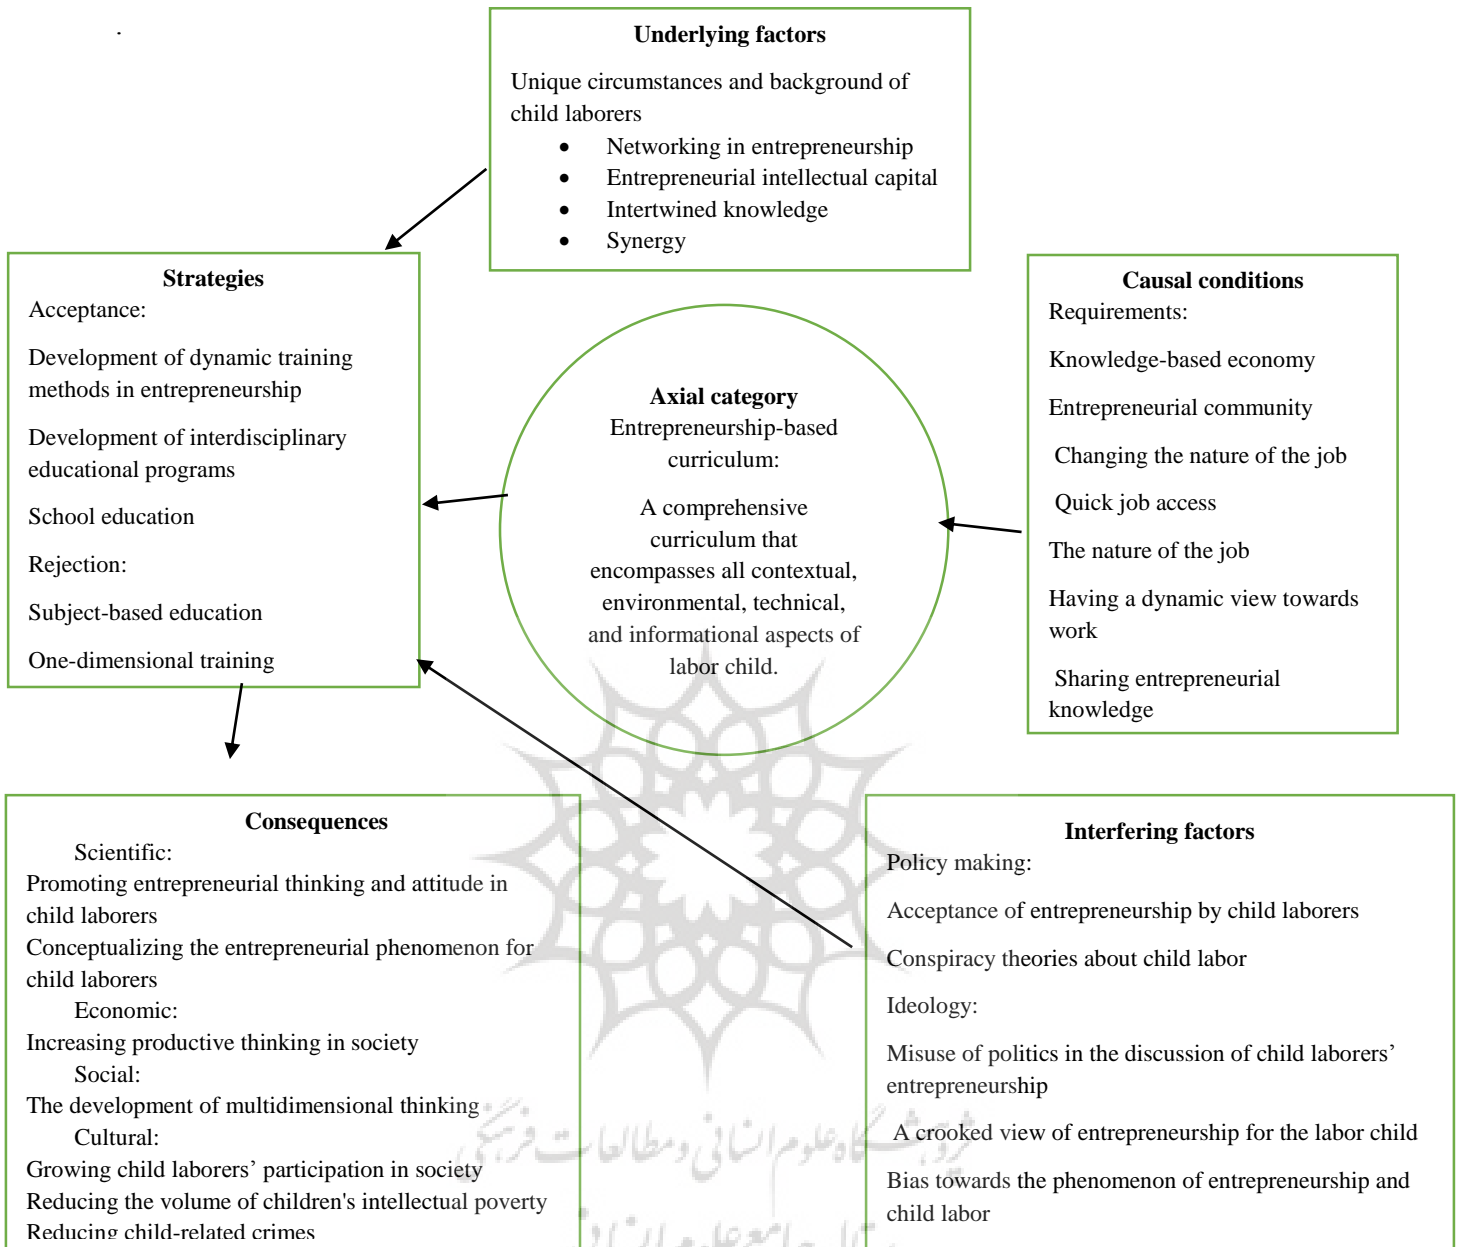 Underlying factors
Unique circumstances and background of
child laborers
• Networking in entrepreneurship
• Entrepreneurial intellectual capital
• Intertwined knowledge
• Synergy
Strategies
Acceptance:
Development of dynamic training
methods in entrepreneurship
Development of interdisciplinary
educational programs
School education
Rejection:
Subject-based education
One-dimensional training
Axial category
Entrepreneurship-based
curriculum:
A comprehensive
curriculum that
encompasses all contextual,
environmental, technical,
and informational aspects of
labor child.
Causal conditions
Requirements:
Knowledge-based economy
Entrepreneurial community
Changing the nature of the job
Quick job access
The nature of the job
Having a dynamic view towards
work
Sharing entrepreneurial
knowledge
Consequences
Scientific:
Promoting entrepreneurial thinking and attitude in
child laborers
Conceptualizing the entrepreneurial phenomenon for
child laborers
Economic:
Increasing productive thinking in society
Social:
The development of multidimensional thinking
Cultural:
Growing child laborers’ participation in society
Reducing the volume of children's intellectual poverty
Reducing child-related crimes
Interfering factors
Policy making:
Acceptance of entrepreneurship by child laborers
Conspiracy theories about child labor
Ideology:
Misuse of politics in the discussion of child laborers’
entrepreneurship
A crooked view of entrepreneurship for the labor child
Bias towards the phenomenon of entrepreneurship and
child labor
پژوهشگاه علوم انسانی و مطالعات فرهنگی
جامع علوم انسانی